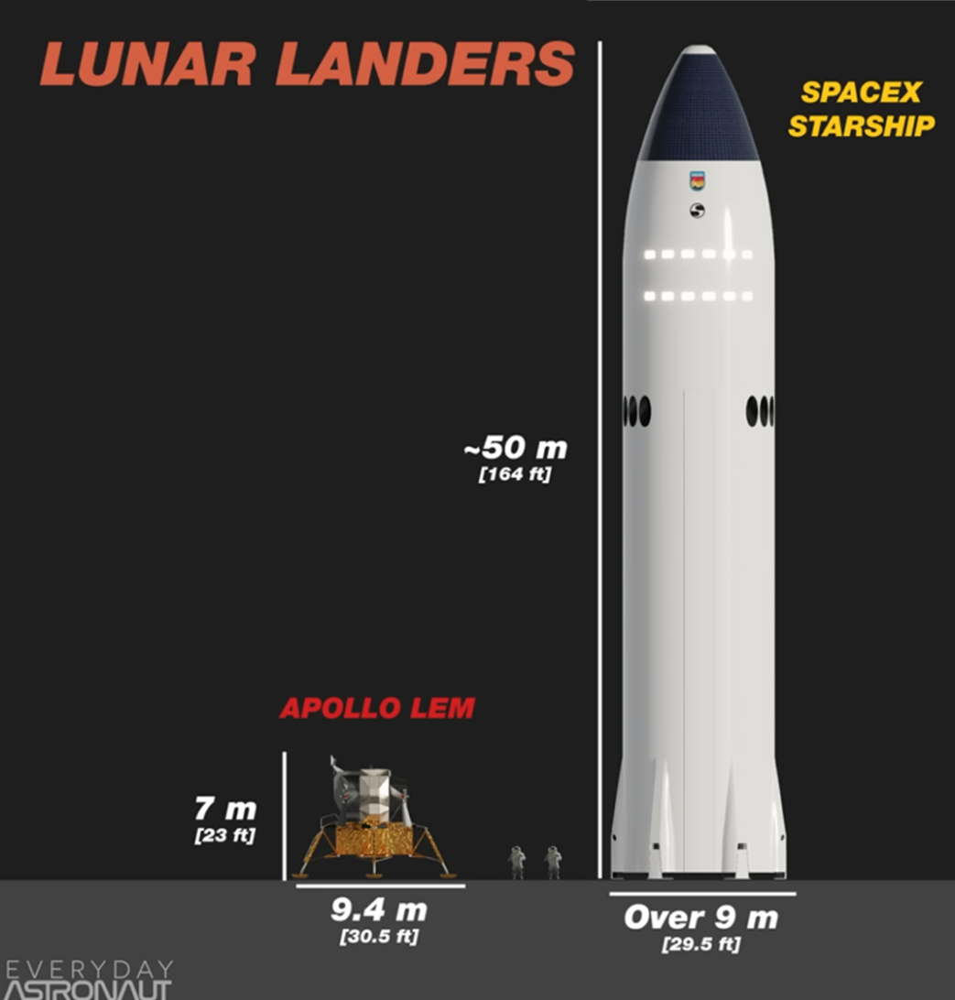 LUNAR LANDERS
SPACEX
STARSHIP
~50 m
[164 ft]
APOLLO LEM
7 m
[23 ft]
9.4 m
[30.5 ft]
Over 9 m
[29.5 ft]
EVERYDAY
ASTRONAUT